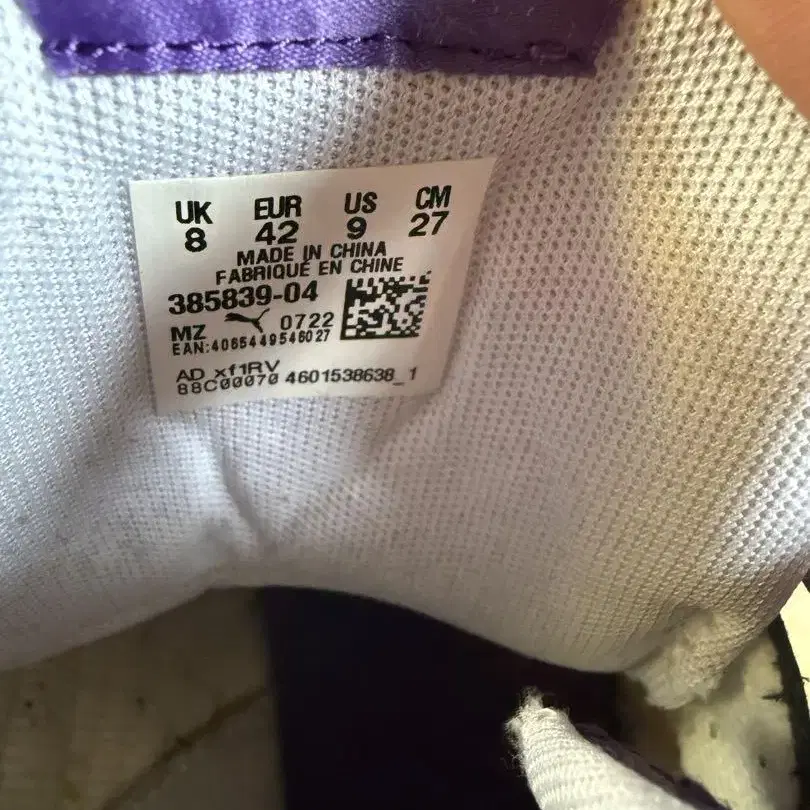 UK EUR US CM
8 42 9 27
MADE IN CHINA
FABRIQUÉ EN CHINE
385839-04
MZ 0722
EAN:4065449546027
AD xf1RV
88C00070 4601538638_1